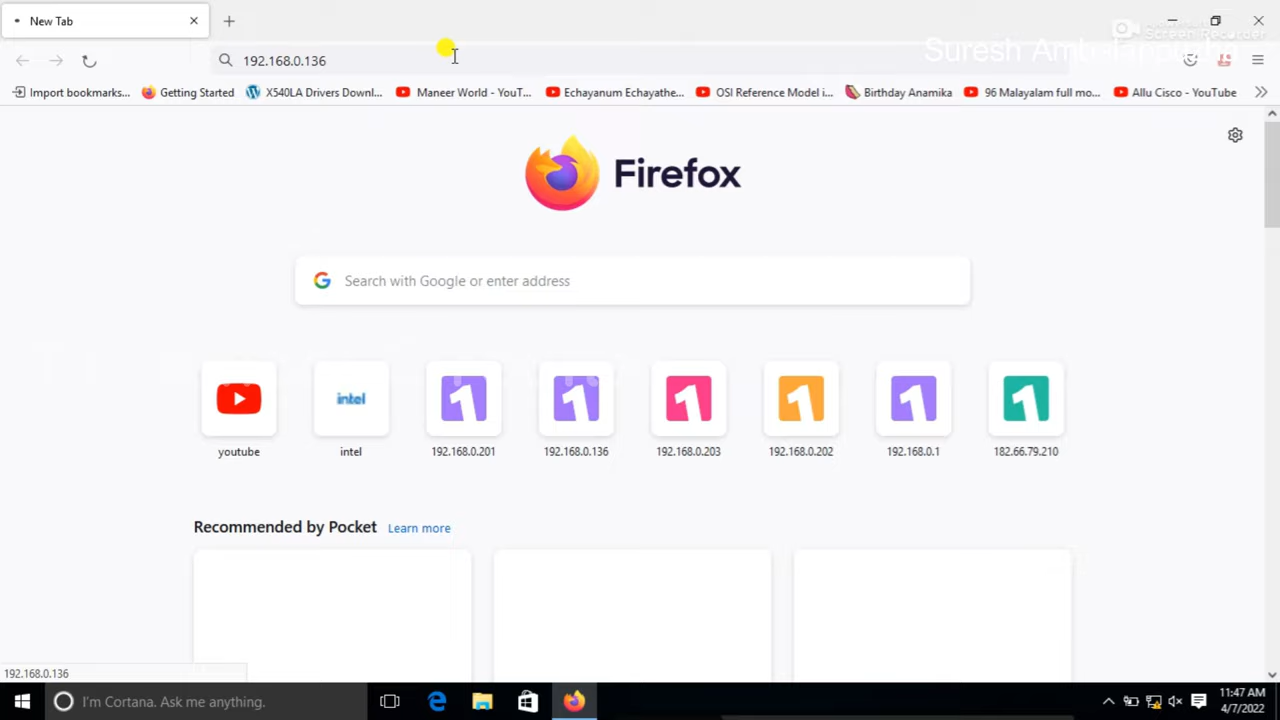 New Tab
Screen Recorder
Suresh
192.168.0.136
Import bookmarks...
Getting Started
X540LA Drivers Downl...
Maneer World - YouT...
Echayanum Echayathe...
OSI Reference Model i...
Birthday Anamika
96 Malayalam full mo...
Allu Cisco - YouTube
Firefox
Search with Google or enter address
intel
youtube
intel
192.168.0.201
192.168.0.136
192.168.0.203
192.168.0.202
192.168.0.1
182.66.79.210
Recommended by Pocket Learn more
192.168.0.136
I'm Cortana. Ask me anything.
11:47 AM
4/7/2022